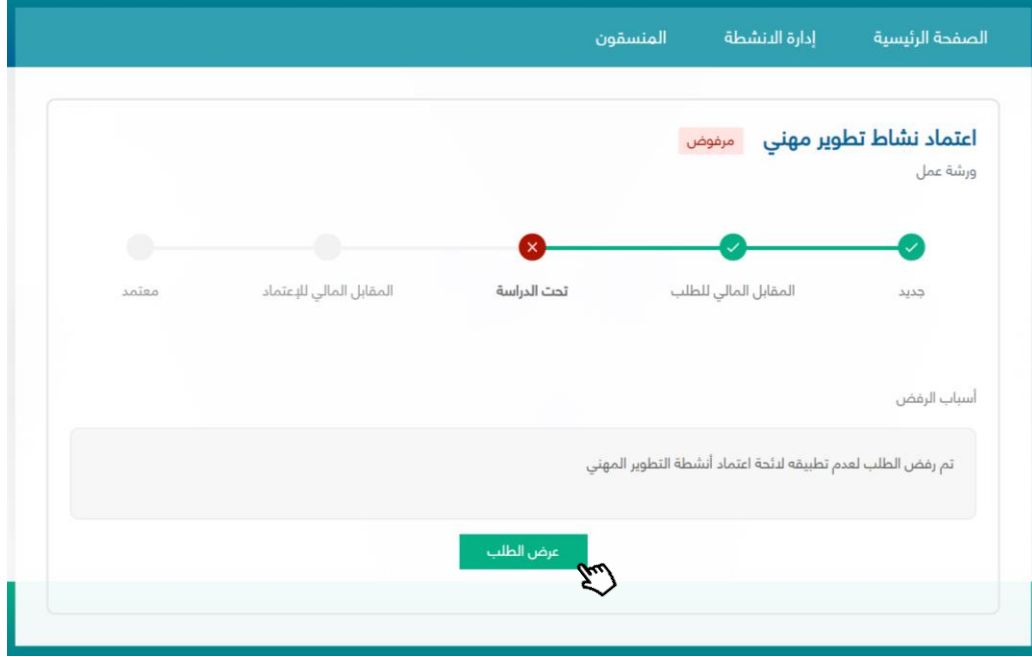 الصفحة الرئيسية إدارة الانشطة المنسقون
اعتماد نشاط تطوير مهني مرفوض
ورشة عمل
جديد المقابل المالي للطلب تحت الدراسة المقابل المالي للإعتماد معتمد
أسباب الرفض
تم رفض الطلب لعدم تطبيقه لائحة اعتماد أنشطة التطوير المهني
عرض الطلب